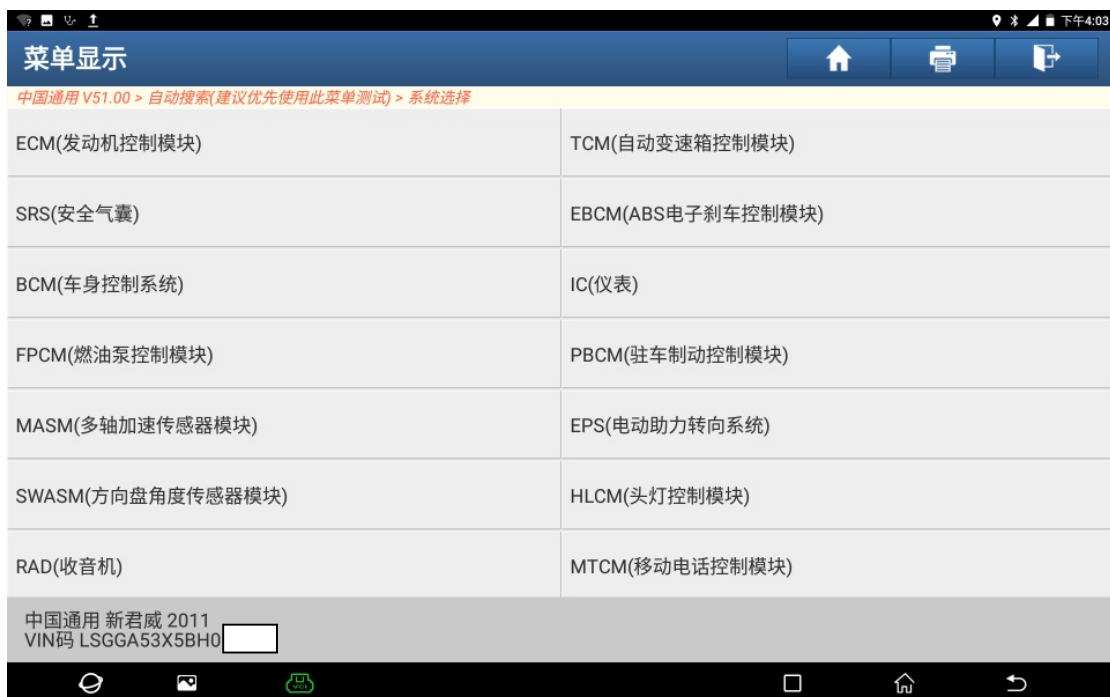 下午4:03
菜单显示
中国通用 V51.00 > 自动搜索(建议优先使用此菜单测试) > 系统选择
ECM(发动机控制模块)
TCM(自动变速箱控制模块)
SRS(安全气囊)
EBCM(ABS电子刹车控制模块)
BCM(车身控制系统)
IC(仪表)
FPCM(燃油泵控制模块)
PBCM(驻车制动控制模块)
MASM(多轴加速传感器模块)
EPS(电动助力转向系统)
SWASM(方向盘角度传感器模块)
HLCM(头灯控制模块)
RAD(收音机)
MTCM(移动电话控制模块)
中国通用 新君威 2011
VIN码 LSGGA53X5BH0
VCI